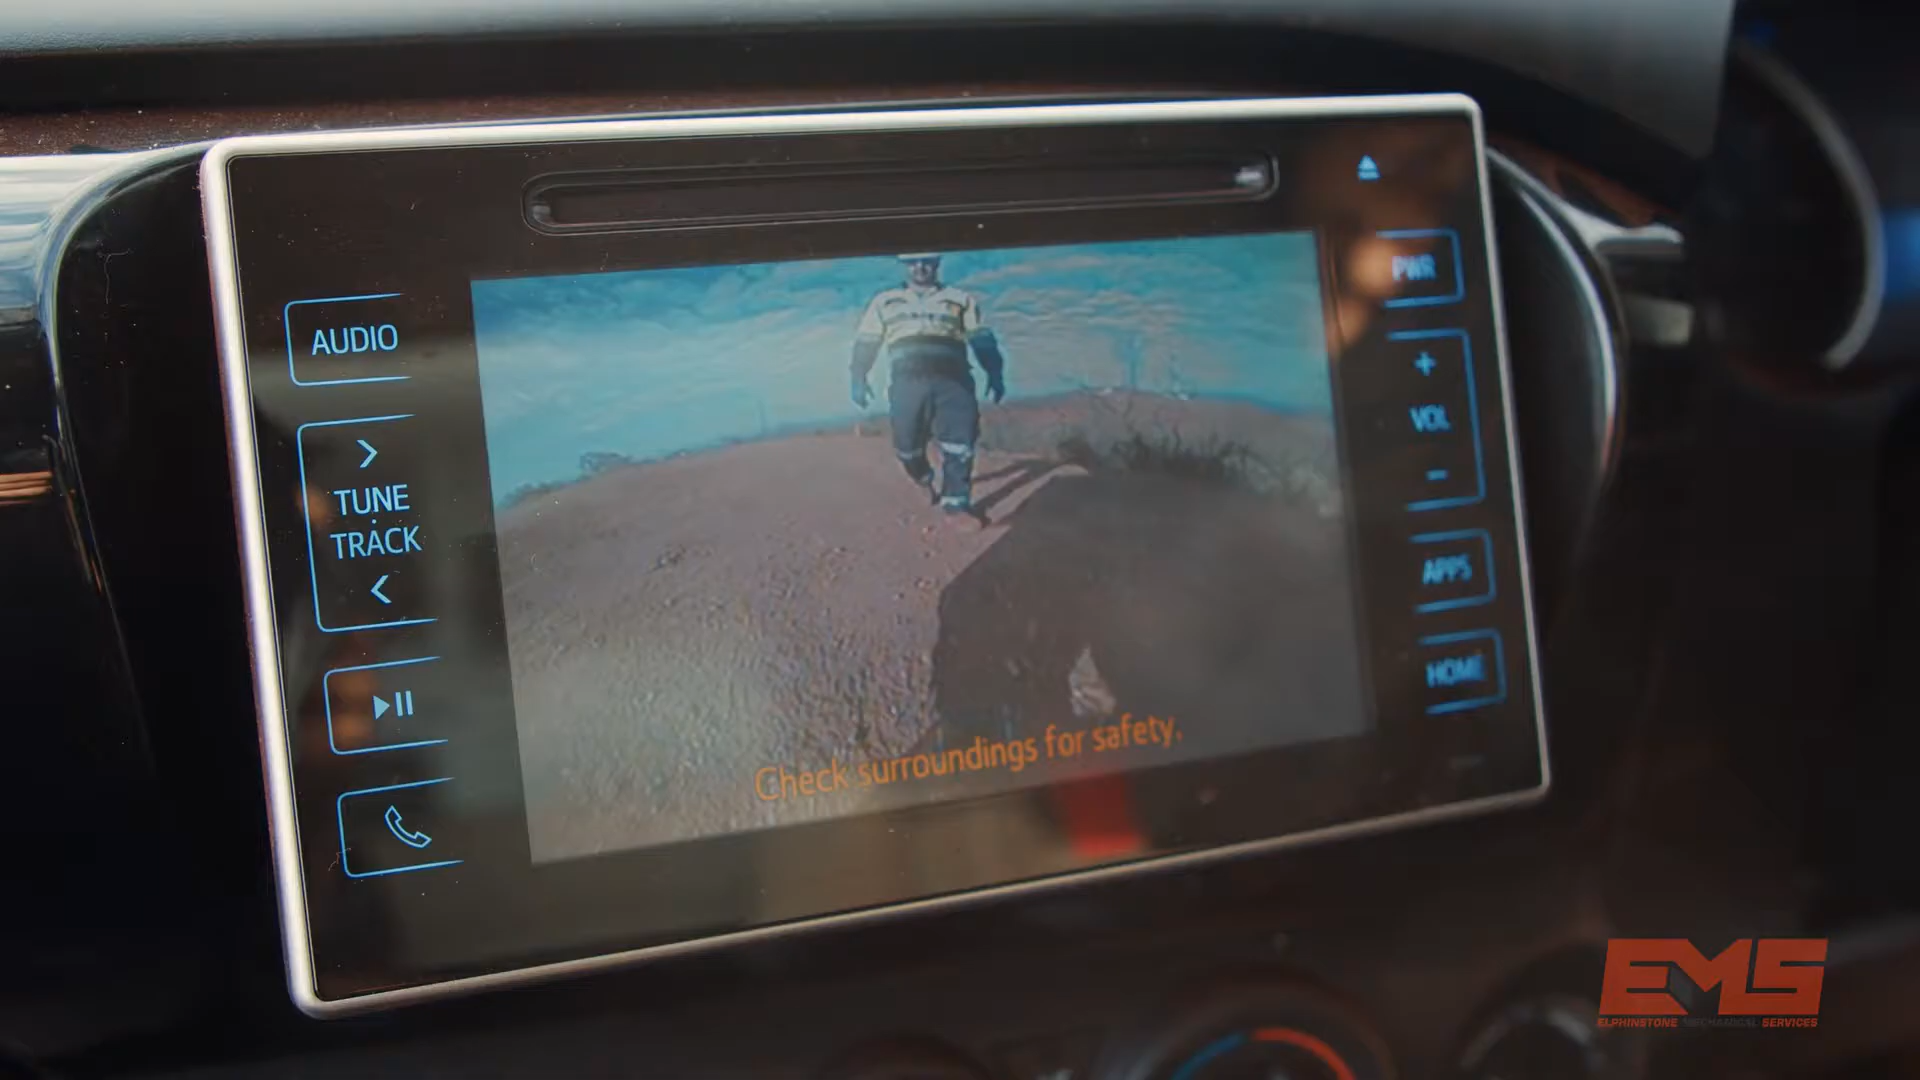 AUDIO
TUNE
TRACK
PWR
+
VOL
-
APPS
HOME
Check surroundings for safety.
EMS
ELPHINSTONE MECHANICAL SERVICES